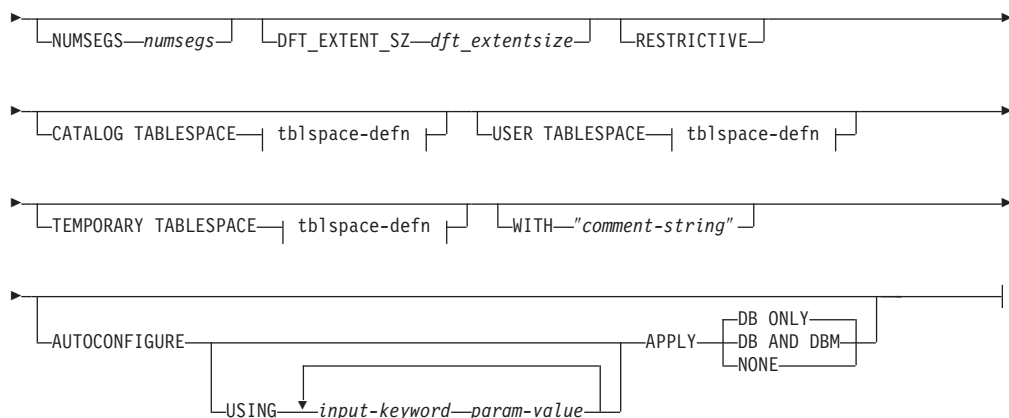 NUMSEGS numsegs DFT_EXTENT_SZ dft_extentsize RESTRICTIVE
CATALOG TABLESPACE tblspace-defn USER TABLESPACE tblspace-defn
TEMPORARY TABLESPACE tblspace-defn WITH "comment-string"
DB ONLY
AUTOCONFIGURE APPLY DB AND DBM
NONE
USING input-keyword param-value